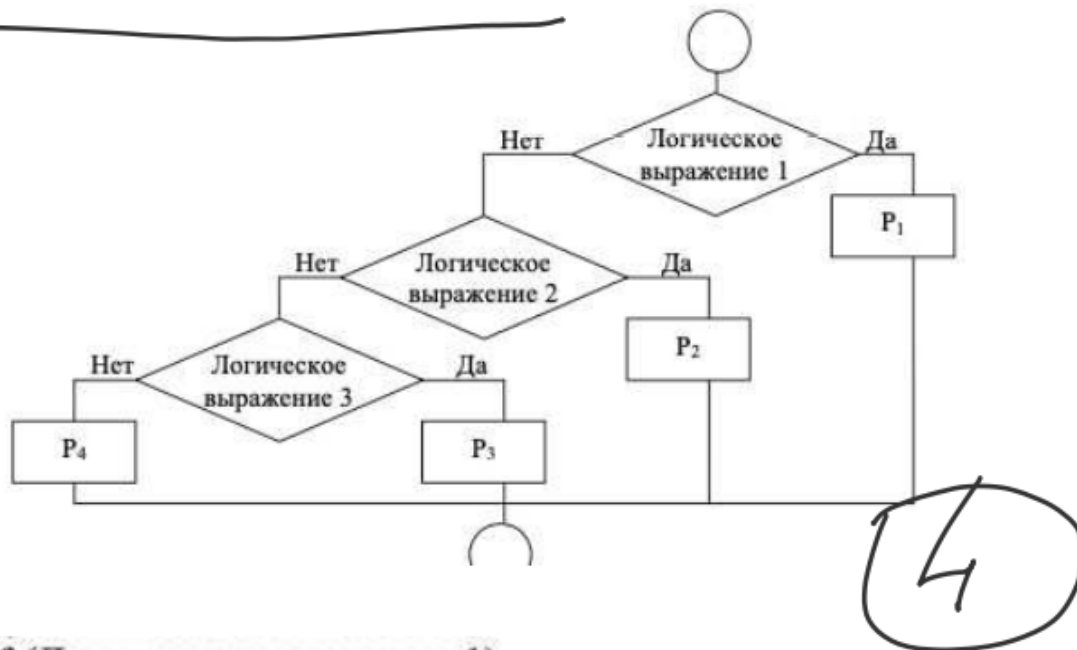 Логическое
выражение 1
Нет
Да
P₁
Логическое
выражение 2
Нет
Да
P₂
Логическое
выражение 3
Нет
Да
P₄
P₃
4